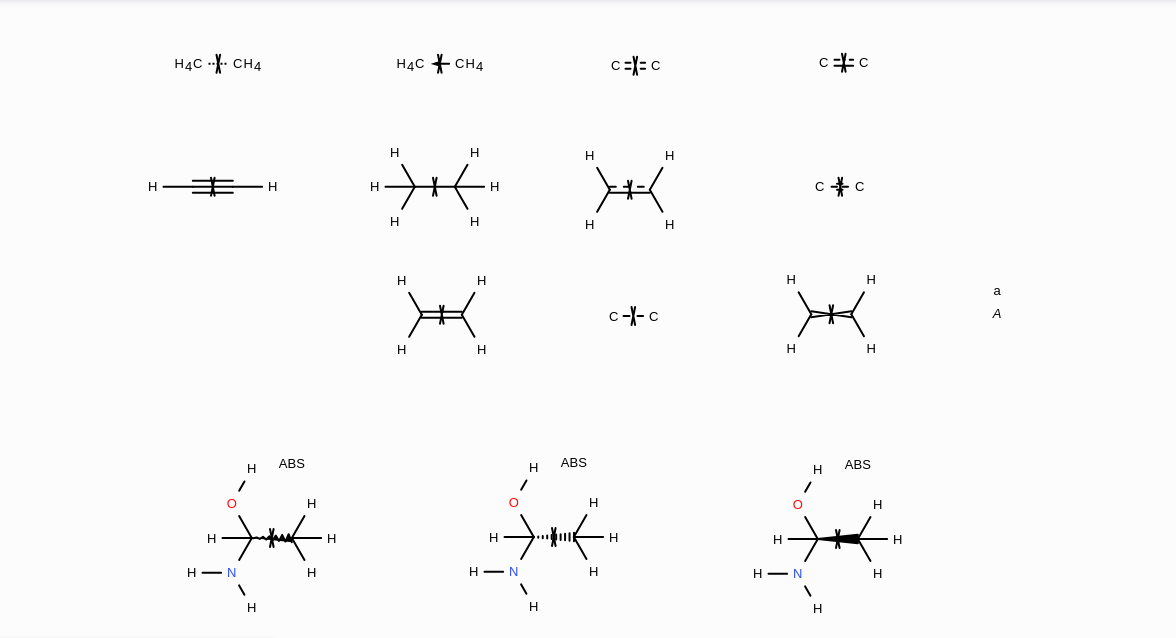 H4C CH4 H4C CH4 C C C C
H H
H H
H H H H C C
H H H H
H H H H
C C
H H H H
a
A
H ABS H ABS H ABS
O H O H O H
H H H H H H
H N H H N H H N H
H H H